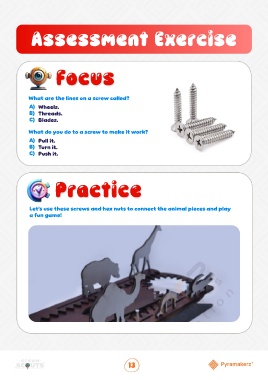 Assessment Exercise
Focus
What are the lines on a screw called?
A) Wheels.
B) Threads.
C) Blades.
What do you do to a screw to make it work?
A) Pull it.
B) Turn it.
C) Push it.
Practice
Let's use these screws and hex nuts to connect the animal pieces and play
a fun game!
13
Pyramakerz